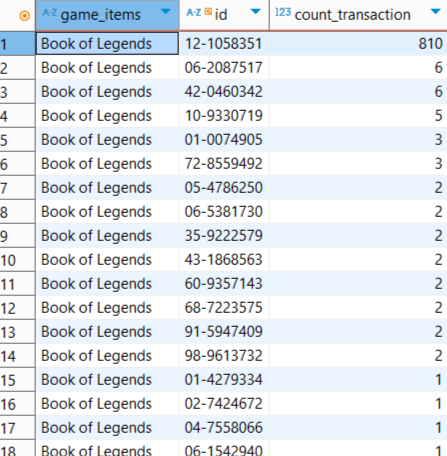 A-Z game_items A-Z id 123 count_transaction
1 Book of Legends 12-1058351 810
2 Book of Legends 06-2087517 6
3 Book of Legends 42-0460342 6
4 Book of Legends 10-9330719 5
5 Book of Legends 01-0074905 3
6 Book of Legends 72-8559492 3
7 Book of Legends 05-4786250 2
8 Book of Legends 06-5381730 2
9 Book of Legends 35-9222579 2
10 Book of Legends 43-1868563 2
11 Book of Legends 60-9357143 2
12 Book of Legends 68-7223575 2
13 Book of Legends 91-5947409 2
14 Book of Legends 98-9613732 2
15 Book of Legends 01-4279334 1
16 Book of Legends 02-7424672 1
17 Book of Legends 04-7558066 1
18 Book of Legends 06-1542940 1